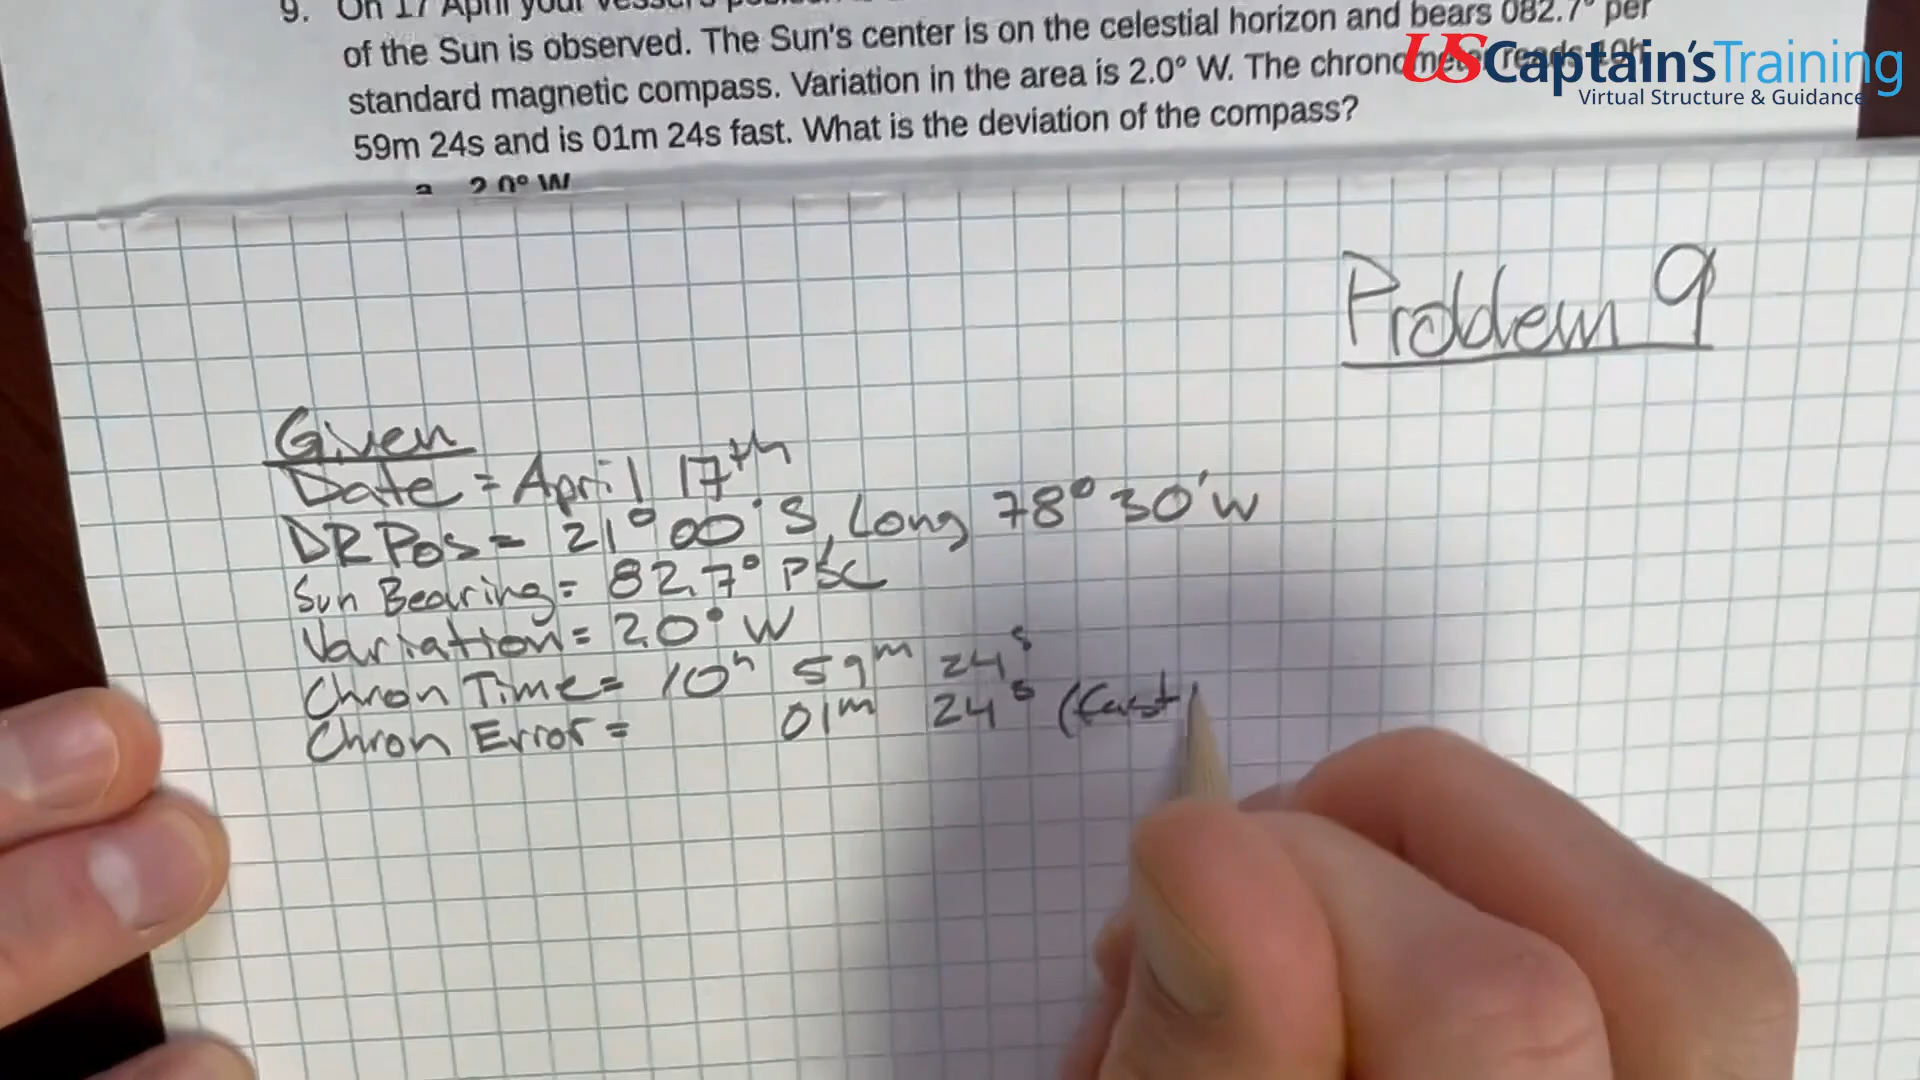 9. On 17 April your vessel's
of the Sun is observed. The Sun's center is on the celestial horizon and bears 082.7° per
standard magnetic compass. Variation in the area is 2.0° W. The chronometer reads 10h
59m 24s and is 01m 24s fast. What is the deviation of the compass?
a. 2.0° W
USCaptain'sTraining
Virtual Structure & Guidance
Problem 9
Given
Date = April 17th
DR Pos = 21° 00' S, Long 78° 30' W
Sun Bearing = 82.7° PSC
Variation = 2.0° W
Chron Time = 10h 59m 24s
Chron Error = 01m 24s (fast)